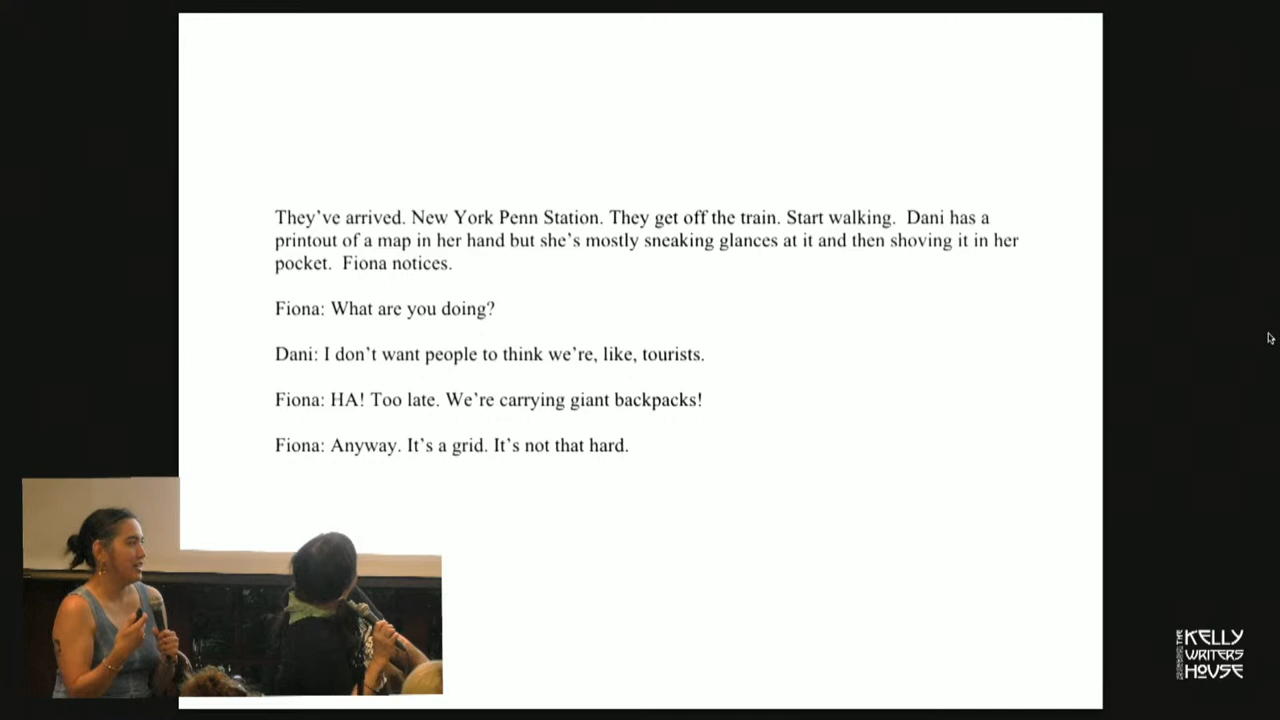 They’ve arrived. New York Penn Station. They get off the train. Start walking.  Dani has a
printout of a map in her hand but she’s mostly sneaking glances at it and then shoving it in her
pocket.  Fiona notices.
Fiona: What are you doing?
Dani: I don’t want people to think we’re, like, tourists.
Fiona: HA! Too late. We’re carrying giant backpacks!
Fiona: Anyway. It’s a grid. It’s not that hard.
THE
KELLY
WRITERS
HOUSE